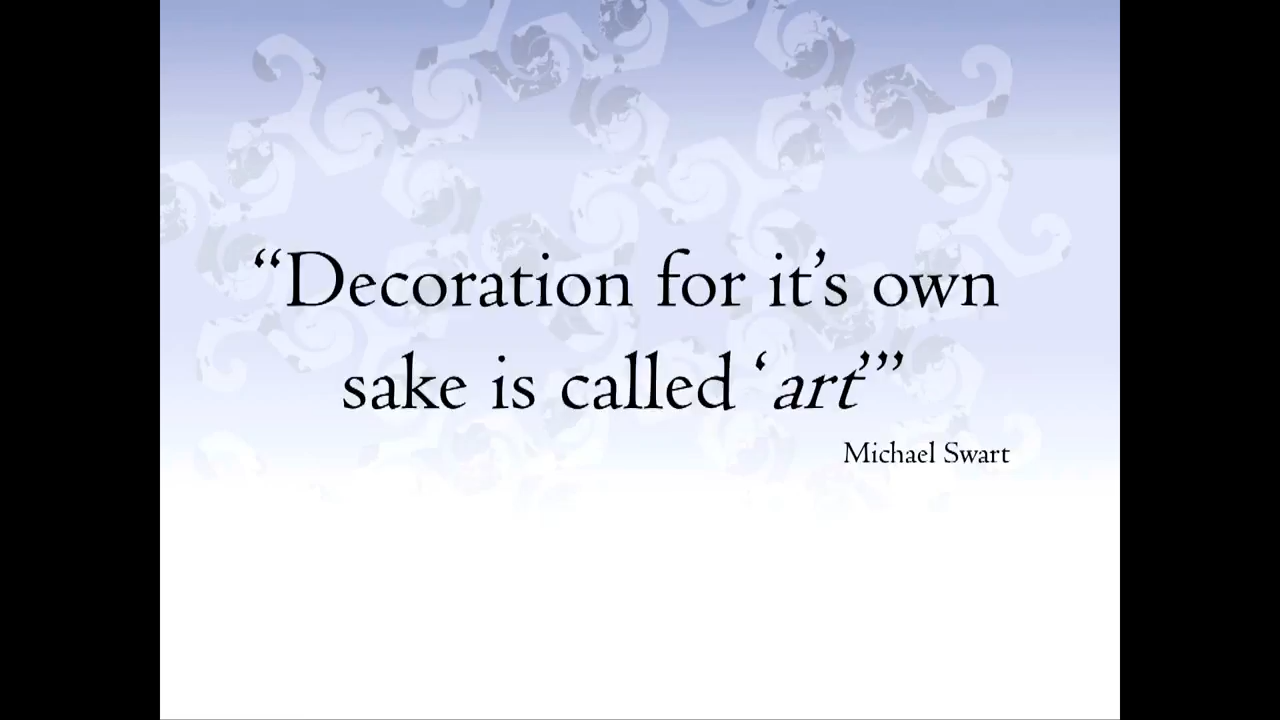 “Decoration for it’s own
sake is called ‘art’”
Michael Swart